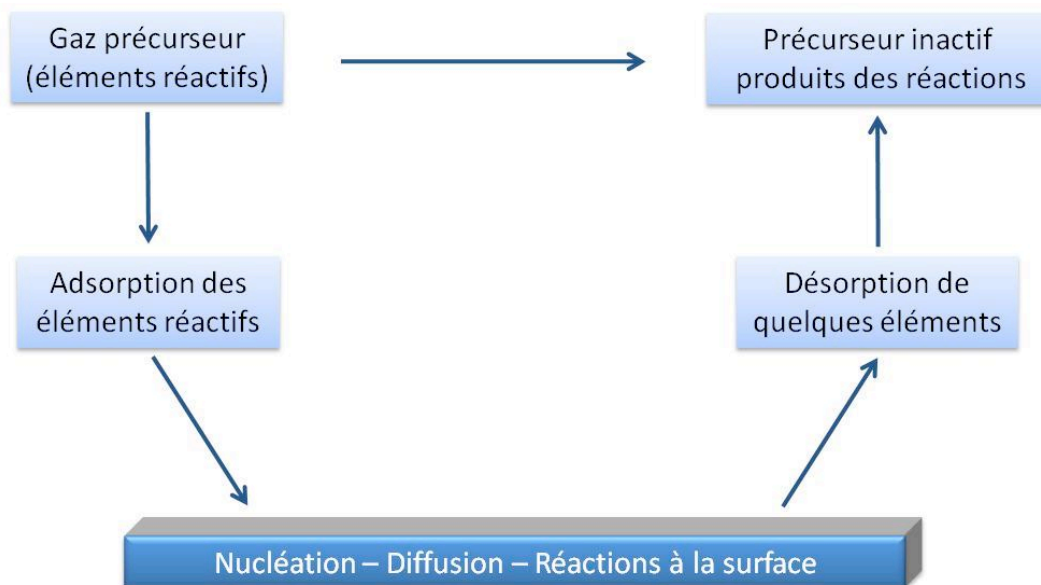 Gaz précurseur
(éléments réactifs)
Précurseur inactif
produits des réactions
Adsorption des
éléments réactifs
Désorption de
quelques éléments
Nucléation – Diffusion – Réactions à la surface